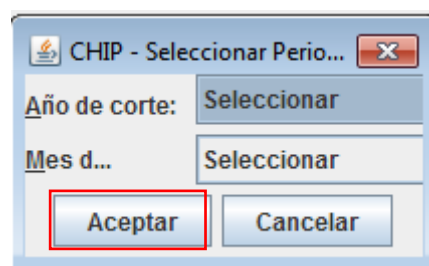 CHIP - Seleccionar Perio...
Año de corte: Seleccionar
Mes d... Seleccionar
Aceptar Cancelar